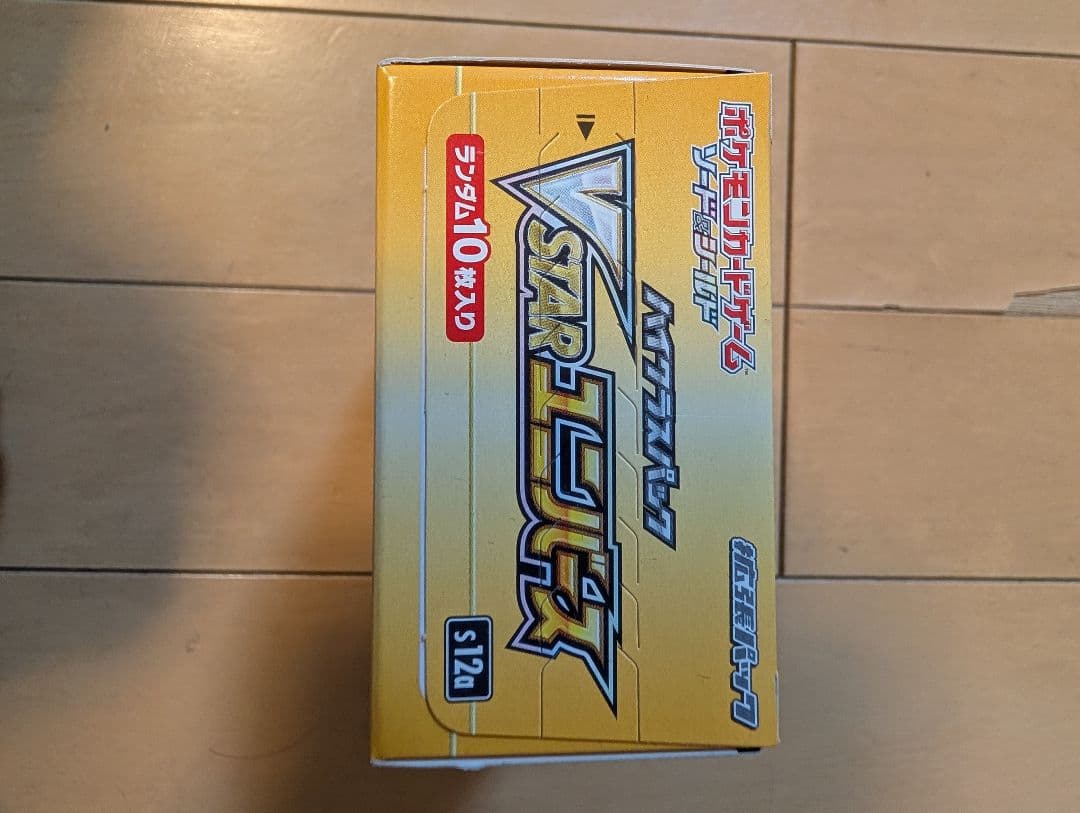 ポケモンカードゲーム™
ソード&シールド
拡張パック
ハイクラスパック
VSTARユニバース
ランダム10枚入り
s12a